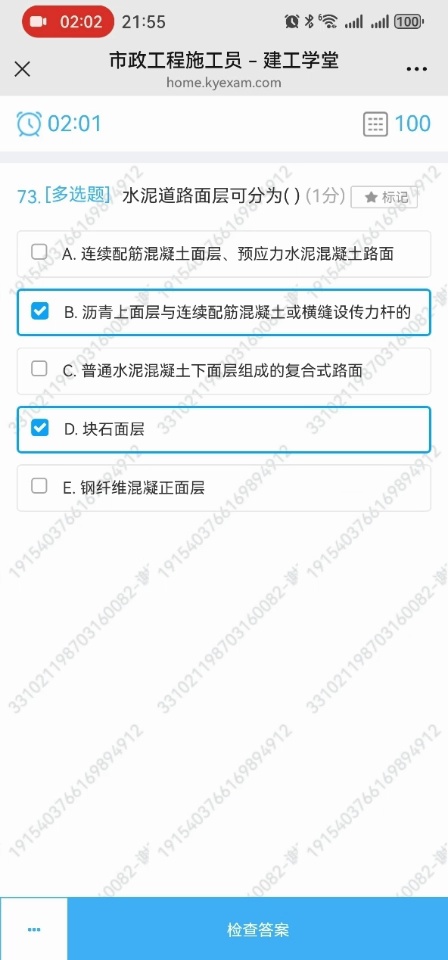 02:02 21:55 6 100
市政工程施工员 – 建工学堂
home.kyexam.com
02:01 100
73.[多选题] 水泥道路面层可分为( ) (1分) ★ 标记
A. 连续配筋混凝土面层、预应力水泥混凝土路面
B. 沥青上面层与连续配筋混凝土或横缝设传力杆的
C. 普通水泥混凝土下面层组成的复合式路面
D. 块石面层
E. 钢纤维混凝正面层
1915403766169894912
331021198703160082
检查答案